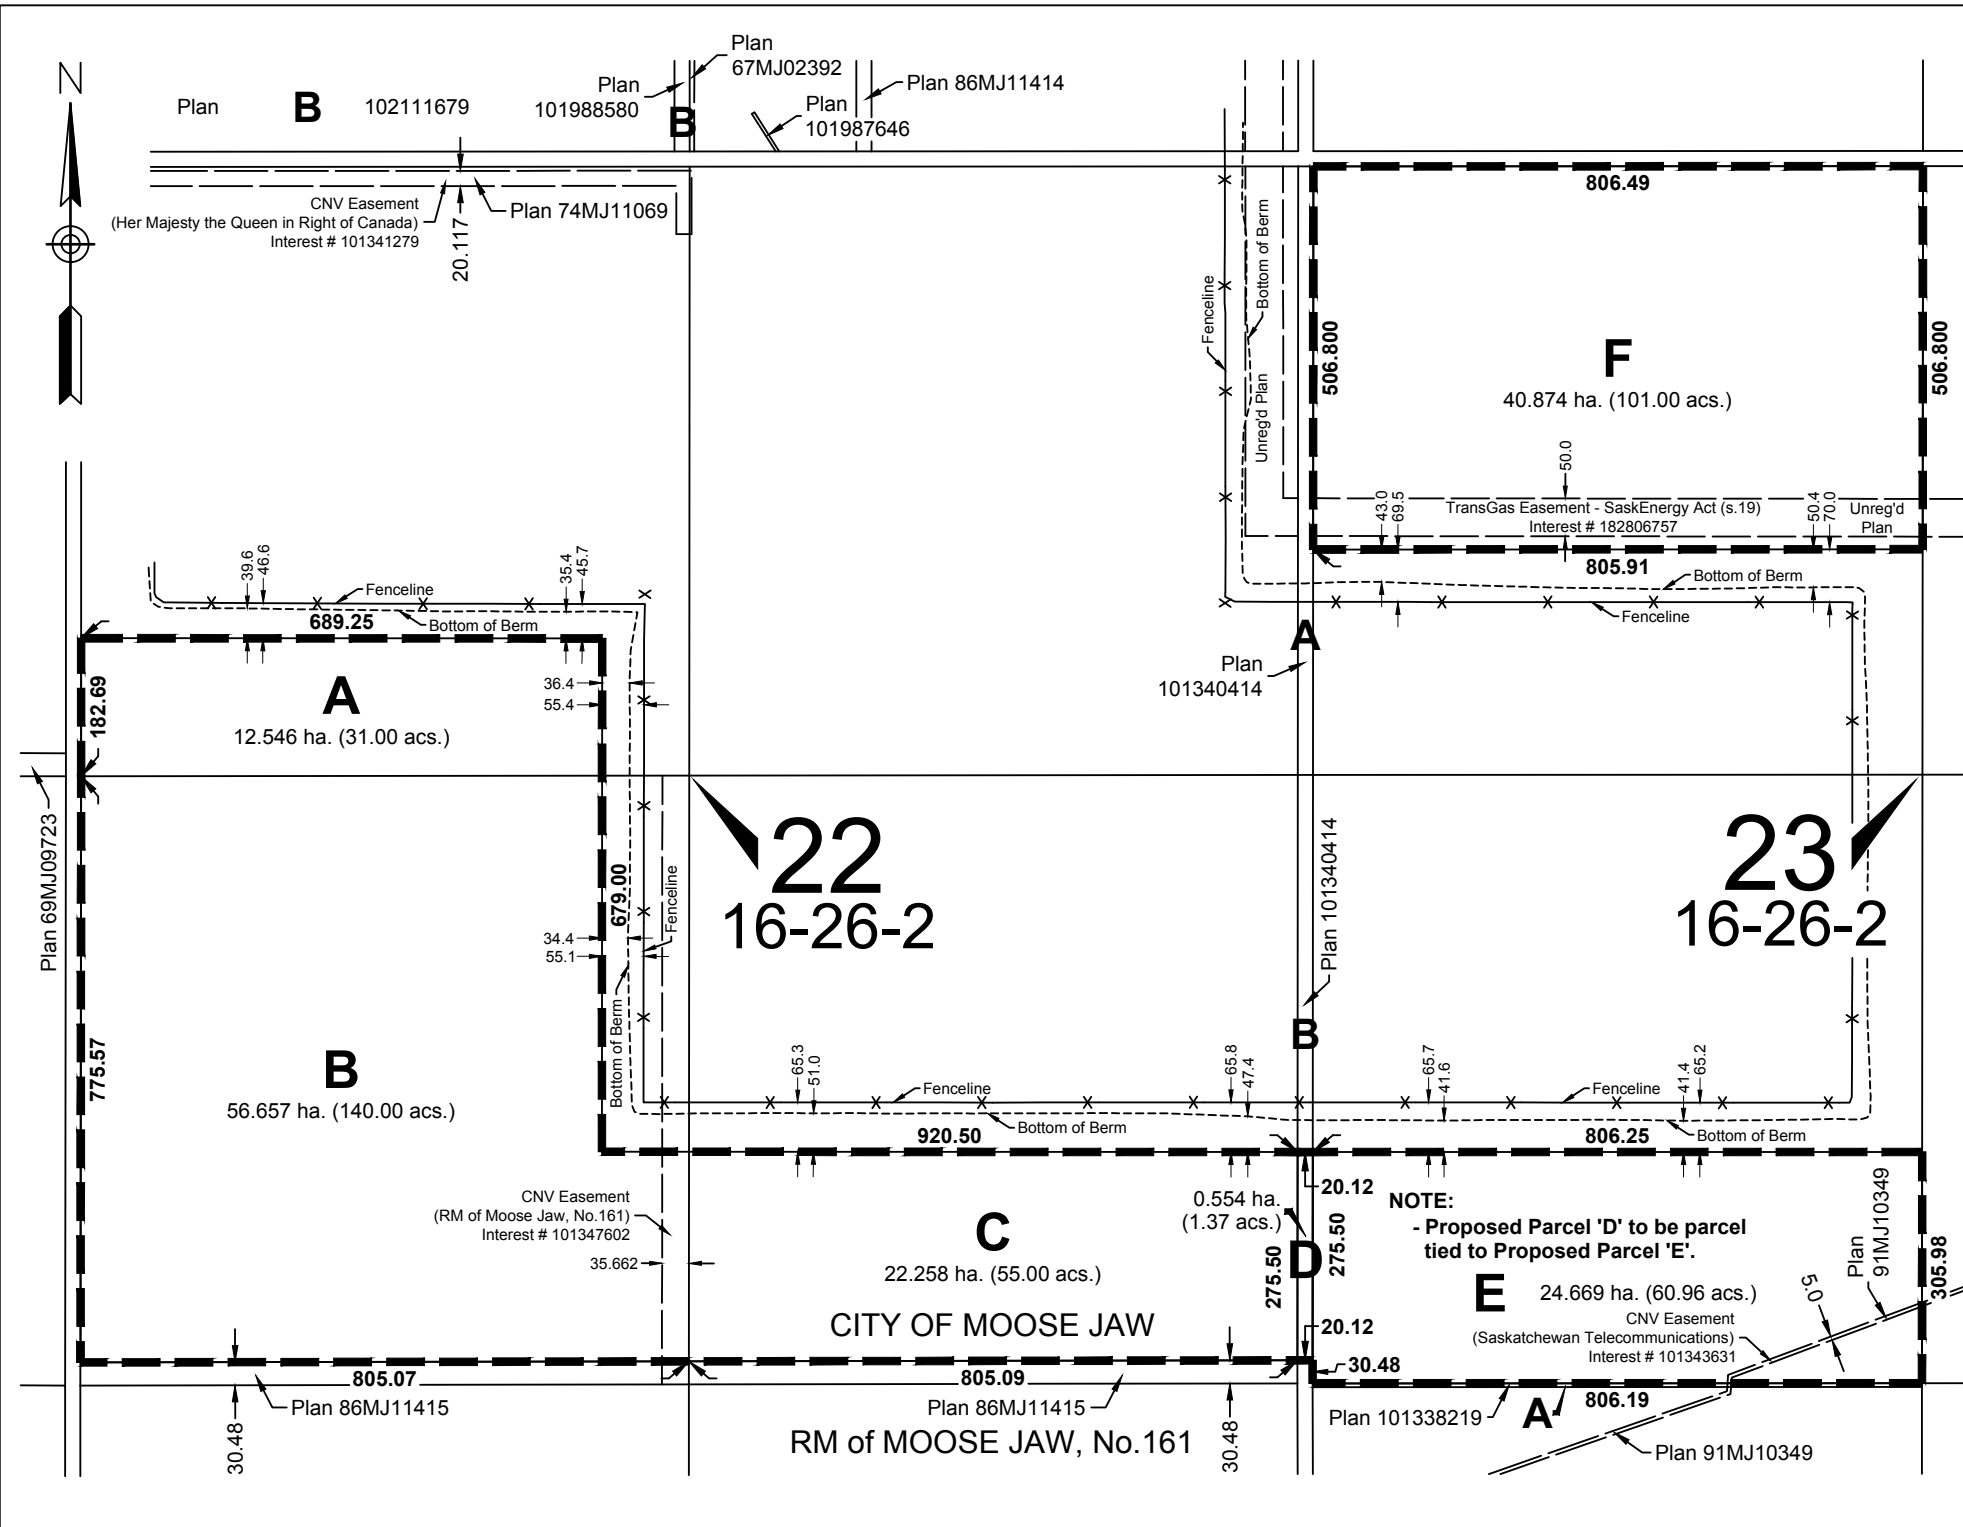 N
Plan
B
102111679
Plan
101988580
Plan
67MJ02392
B
Plan
101987646
Plan 86MJ11414
CNV Easement
(Her Majesty the Queen in Right of Canada)
Interest # 101341279
20.117
Plan 74MJ11069
Fenceline
Bottom of Berm
Unreg'd Plan
806.49
506.800
506.800
F
40.874 ha. (101.00 acs.)
50.0
43.0
69.5
TransGas Easement - SaskEnergy Act (s.19)
Interest # 182806757
50.4
70.0
Unreg'd
Plan
805.91
Bottom of Berm
Fenceline
39.6
46.6
Fenceline
35.4
45.7
689.25
Bottom of Berm
A
Plan
101340414
182.69
A
12.546 ha. (31.00 acs.)
36.4
55.4
Plan 69MJ09723
22
16-26-2
23
16-26-2
Plan 101340414
679.00
Fenceline
34.4
55.1
Bottom of Berm
775.57
B
56.657 ha. (140.00 acs.)
B
65.3
51.0
Fenceline
Bottom of Berm
65.8
47.4
65.7
41.6
41.4
65.2
Fenceline
Bottom of Berm
920.50
806.25
CNV Easement
(RM of Moose Jaw, No.161)
Interest # 101347602
35.662
C
22.258 ha. (55.00 acs.)
0.554 ha.
(1.37 acs.)
D
20.12
275.50
275.50
20.12
30.48
NOTE:
- Proposed Parcel 'D' to be parcel
tied to Proposed Parcel 'E'.
Plan
91MJ10349
305.98
E
24.669 ha. (60.96 acs.)
5.0
CNV Easement
(Saskatchewan Telecommunications)
Interest # 101343631
CITY OF MOOSE JAW
805.07
805.09
806.19
Plan 86MJ11415
Plan 86MJ11415
30.48
30.48
Plan 101338219
A
RM of MOOSE JAW, No.161
Plan 91MJ10349